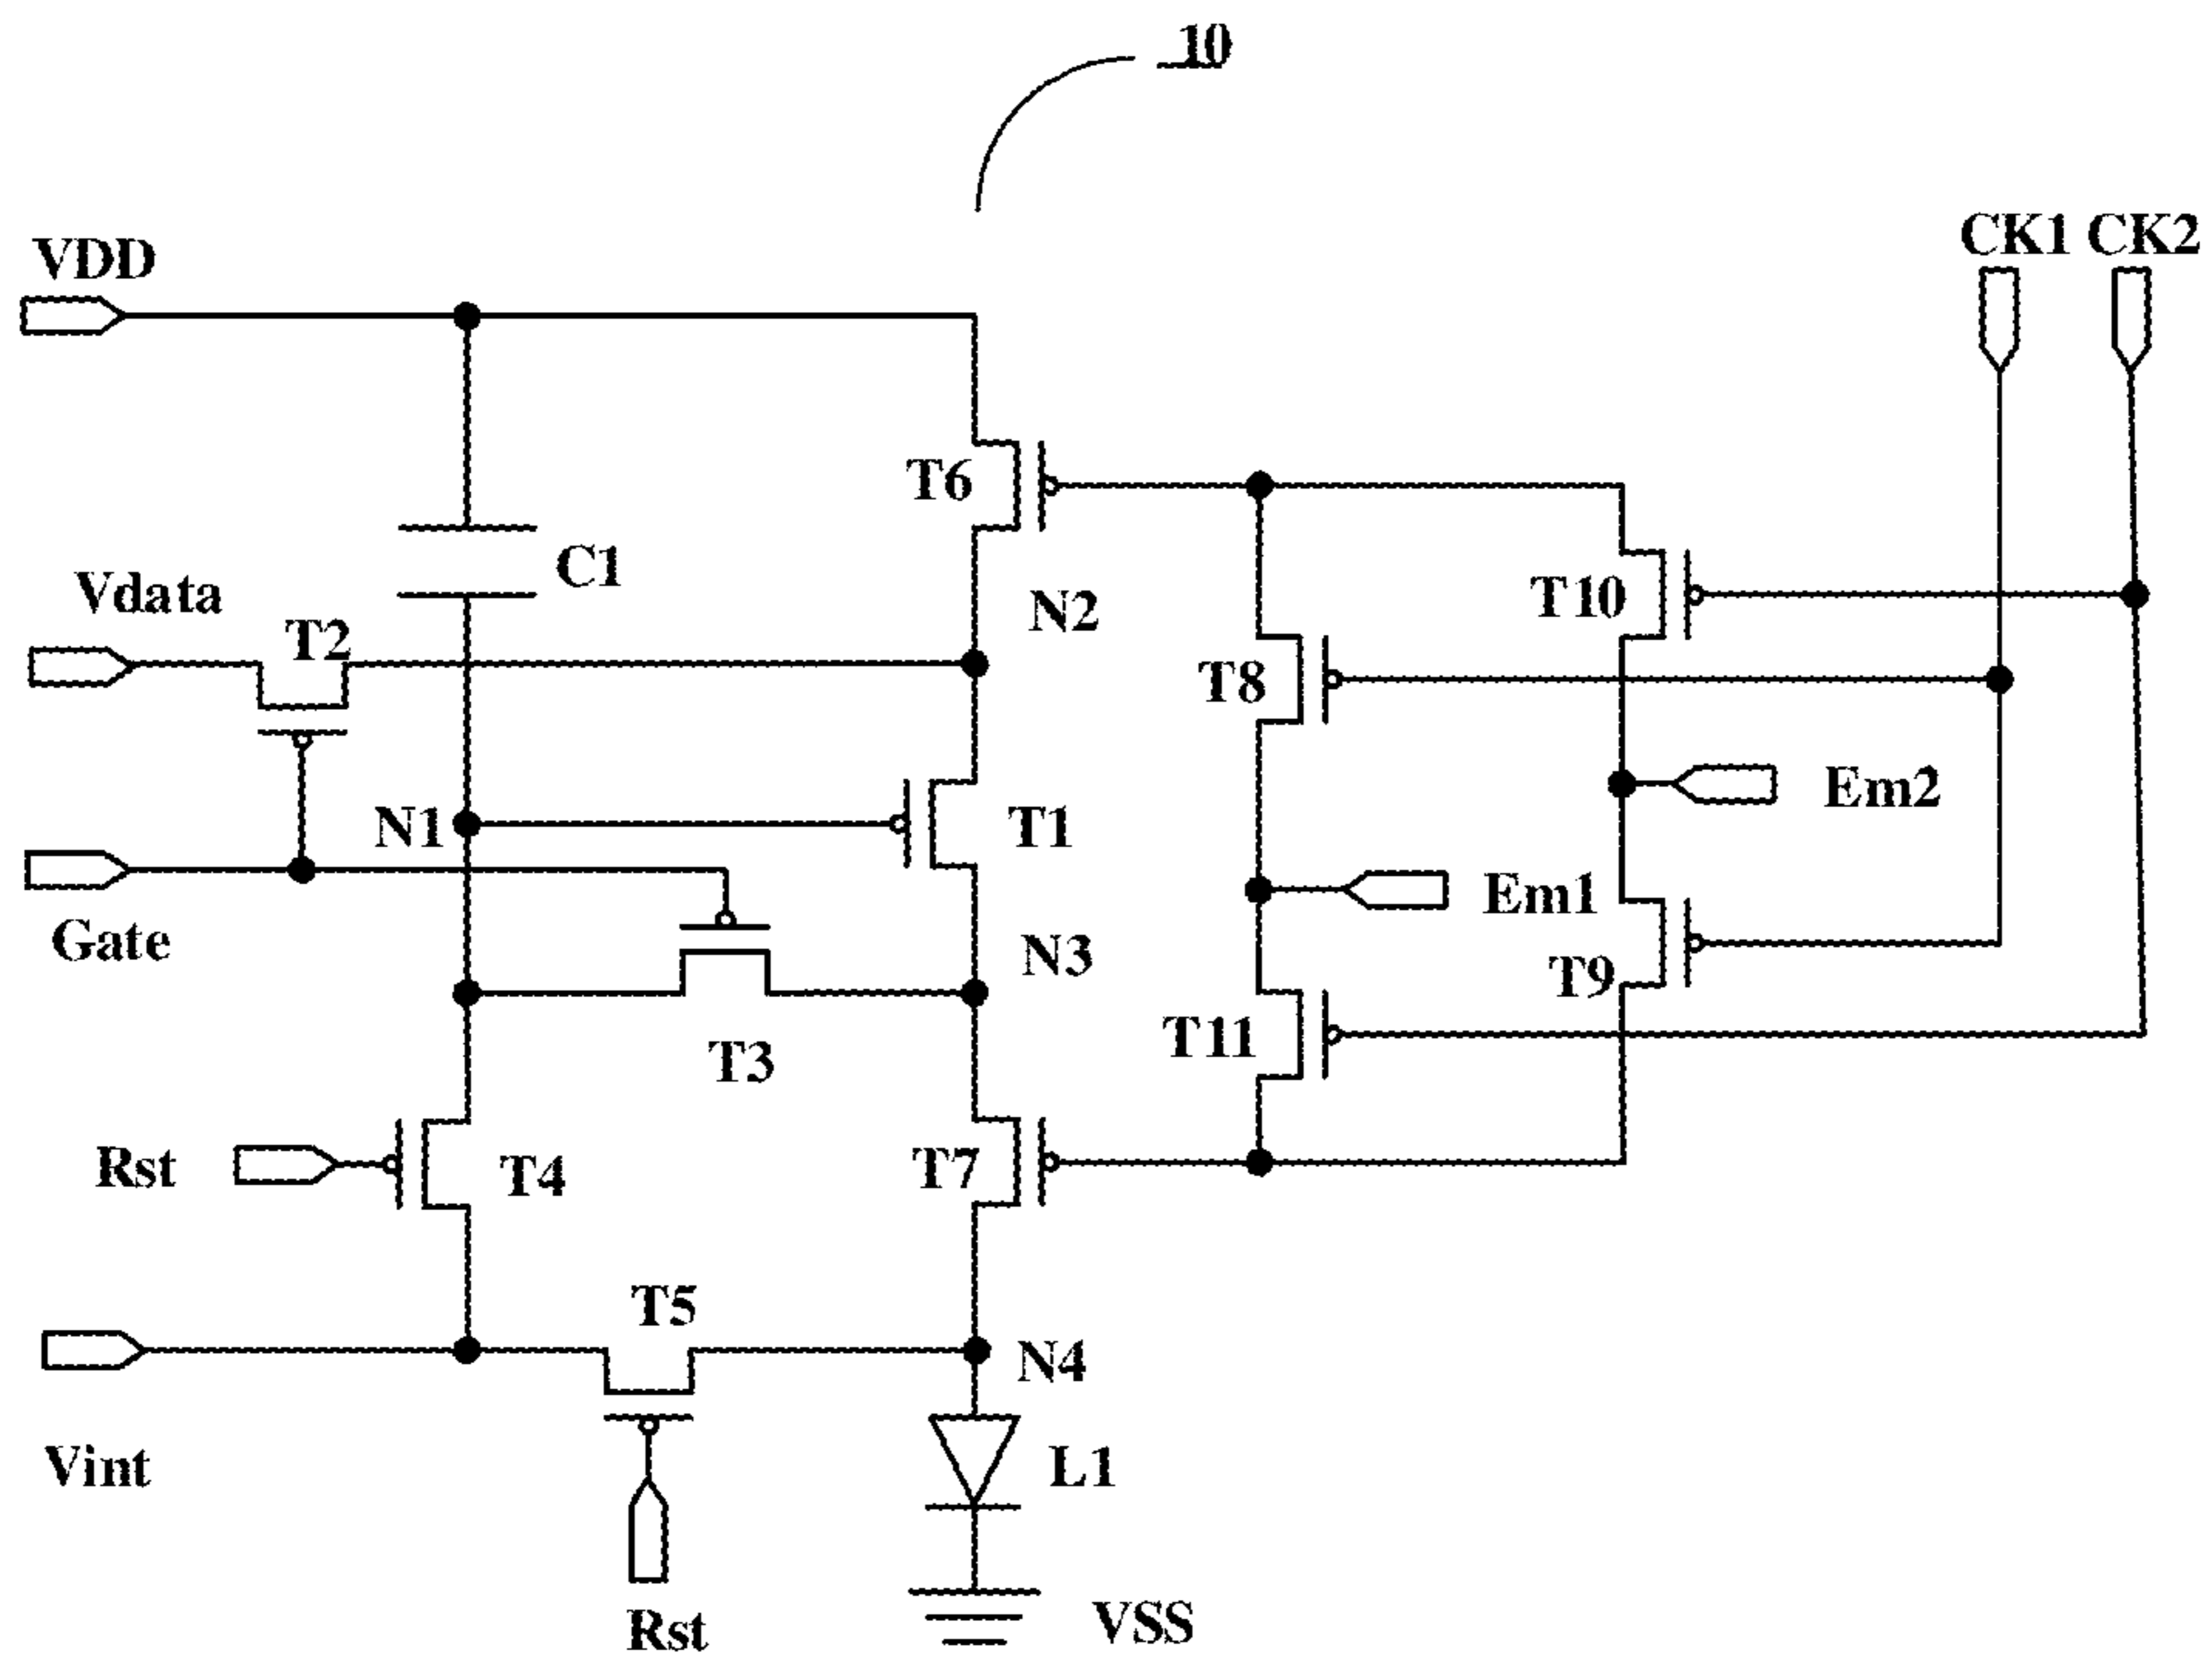 10
CK1 CK2
VDD
T6
C1
Vdata
T2
N2
T10
T8
Em2
N1
T1
Em1
Gate
N3
T9
T11
T3
Rst
T4
T7
T5
N4
Vint
L1
Rst
VSS